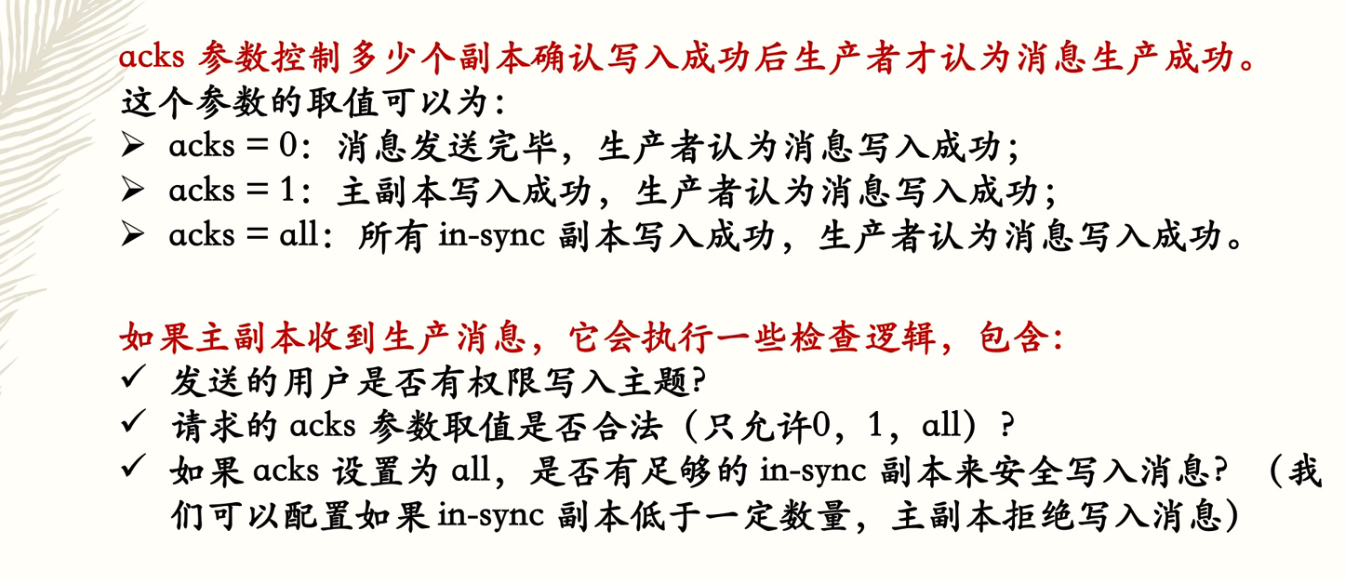 acks 参数控制多少个副本确认写入成功后生产者才认为消息生产成功。
这个参数的取值可以为：
➢ acks = 0：消息发送完毕，生产者认为消息写入成功；
➢ acks = 1：主副本写入成功，生产者认为消息写入成功；
➢ acks = all：所有 in-sync 副本写入成功，生产者认为消息写入成功。
如果主副本收到生产消息，它会执行一些检查逻辑，包含：
✓ 发送的用户是否有权限写入主题？
✓ 请求的 acks 参数取值是否合法（只允许0，1，all）？
✓ 如果 acks 设置为 all，是否有足够的 in-sync 副本来安全写入消息？（我
们可以配置如果 in-sync 副本低于一定数量，主副本拒绝写入消息）